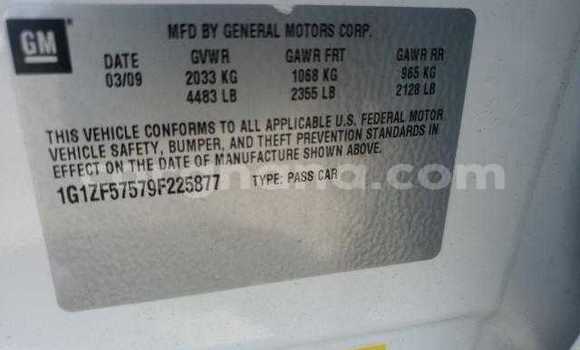 GM
MFD BY GENERAL MOTORS CORP.
DATE GVWR GAWR FRT GAWR RR
03/09 2033 KG 1068 KG 965 KG
4483 LB 2355 LB 2128 LB
THIS VEHICLE CONFORMS TO ALL APPLICABLE U.S. FEDERAL MOTOR
VEHICLE SAFETY, BUMPER, AND THEFT PREVENTION STANDARDS IN
EFFECT ON THE DATE OF MANUFACTURE SHOWN ABOVE.
1G1ZF57579F225877 TYPE: PASS CAR